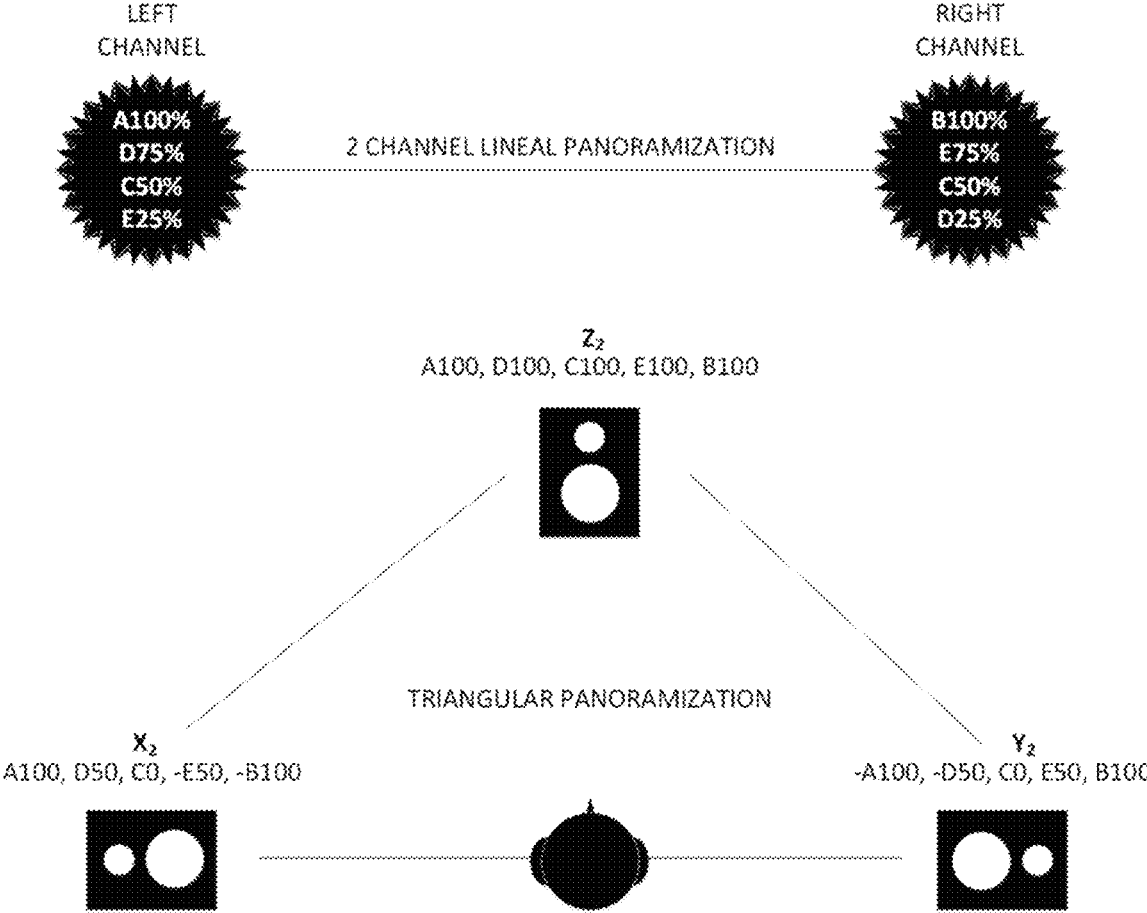 LEFT
CHANNEL
RIGHT
CHANNEL
A100%
D75%
C50%
E25%
2 CHANNEL LINEAL PANORAMIZATION
B100%
E75%
C50%
D25%
Z₂
A100, D100, C100, E100, B100
TRIANGULAR PANORAMIZATION
X₂
A100, D50, C0, -E50, -B100
Y₂
-A100, -D50, C0, E50, B100